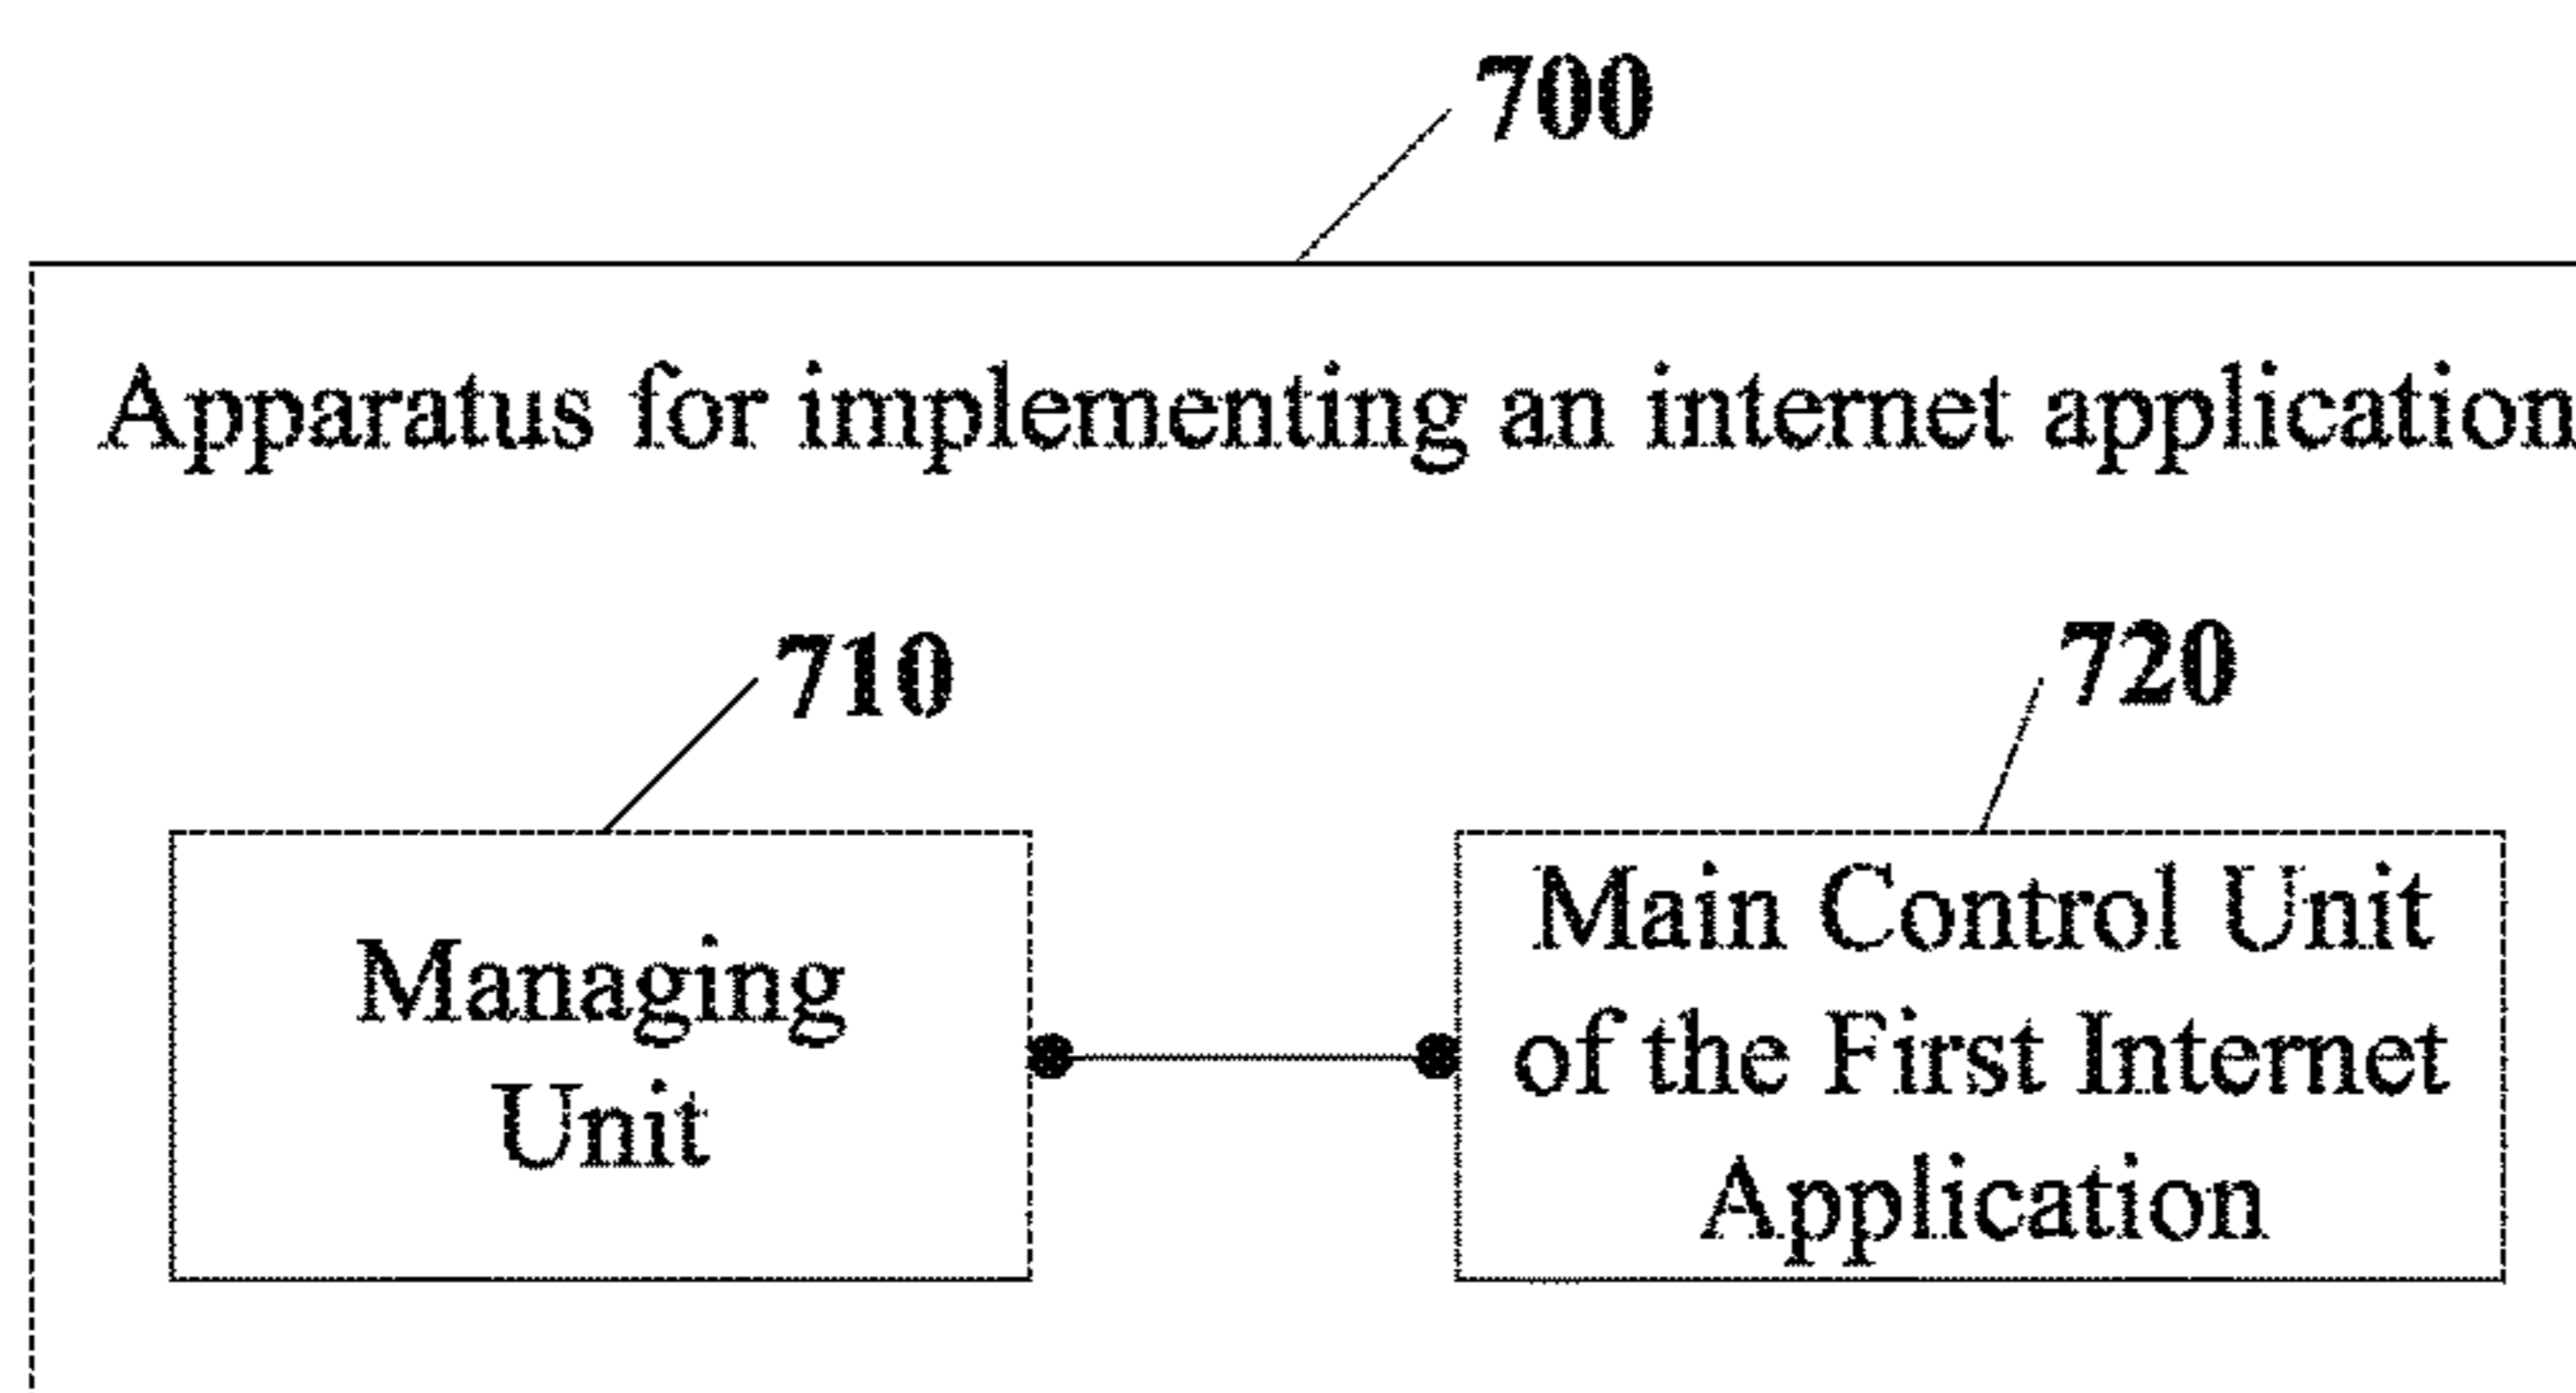 700
Apparatus for implementing an internet application
710
720
Managing
Unit
Main Control Unit
of the First Internet
Application